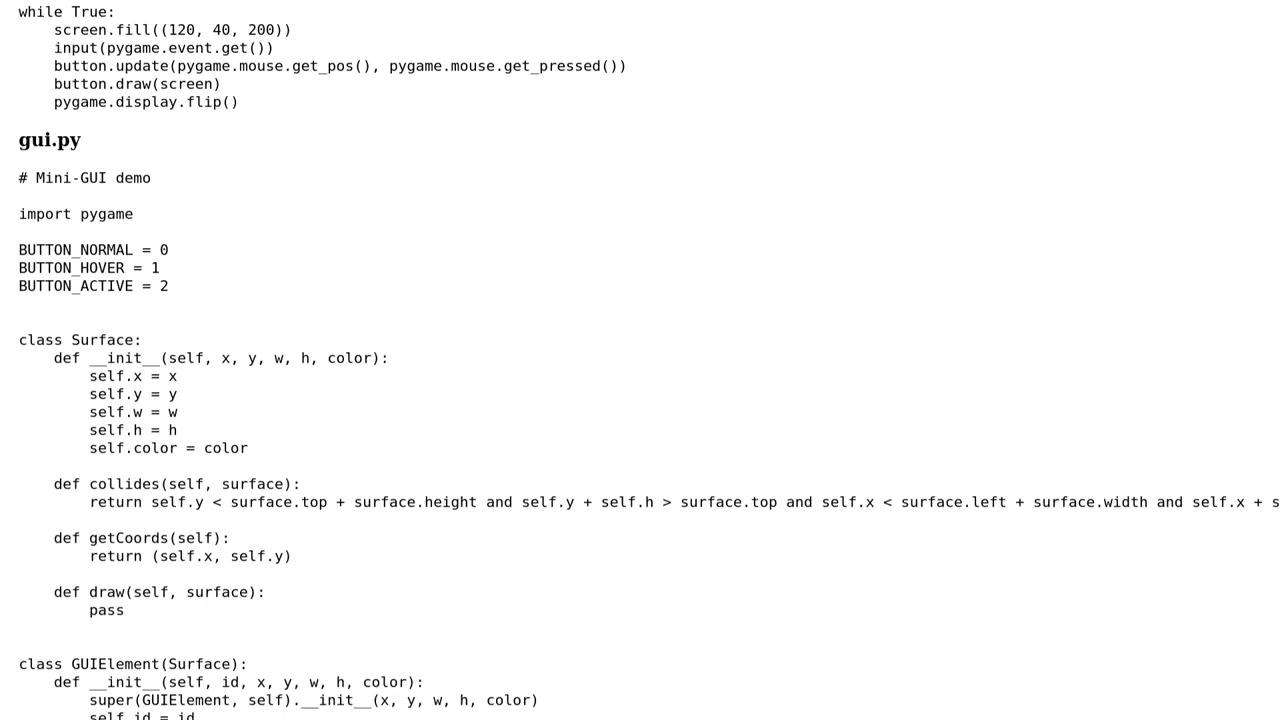 while True:
    screen.fill((120, 40, 200))
    input(pygame.event.get())
    button.update(pygame.mouse.get_pos(), pygame.mouse.get_pressed())
    button.draw(screen)
    pygame.display.flip()
gui.py
# Mini-GUI demo
import pygame
BUTTON_NORMAL = 0
BUTTON_HOVER = 1
BUTTON_ACTIVE = 2
class Surface:
    def __init__(self, x, y, w, h, color):
        self.x = x
        self.y = y
        self.w = w
        self.h = h
        self.color = color
    def collides(self, surface):
        return self.y < surface.top + surface.height and self.y + self.h > surface.top and self.x < surface.left + surface.width and self.x + s
    def getCoords(self):
        return (self.x, self.y)
    def draw(self, surface):
        pass
class GUIElement(Surface):
    def __init__(self, id, x, y, w, h, color):
        super(GUIElement, self).__init__(x, y, w, h, color)
        self.id = id